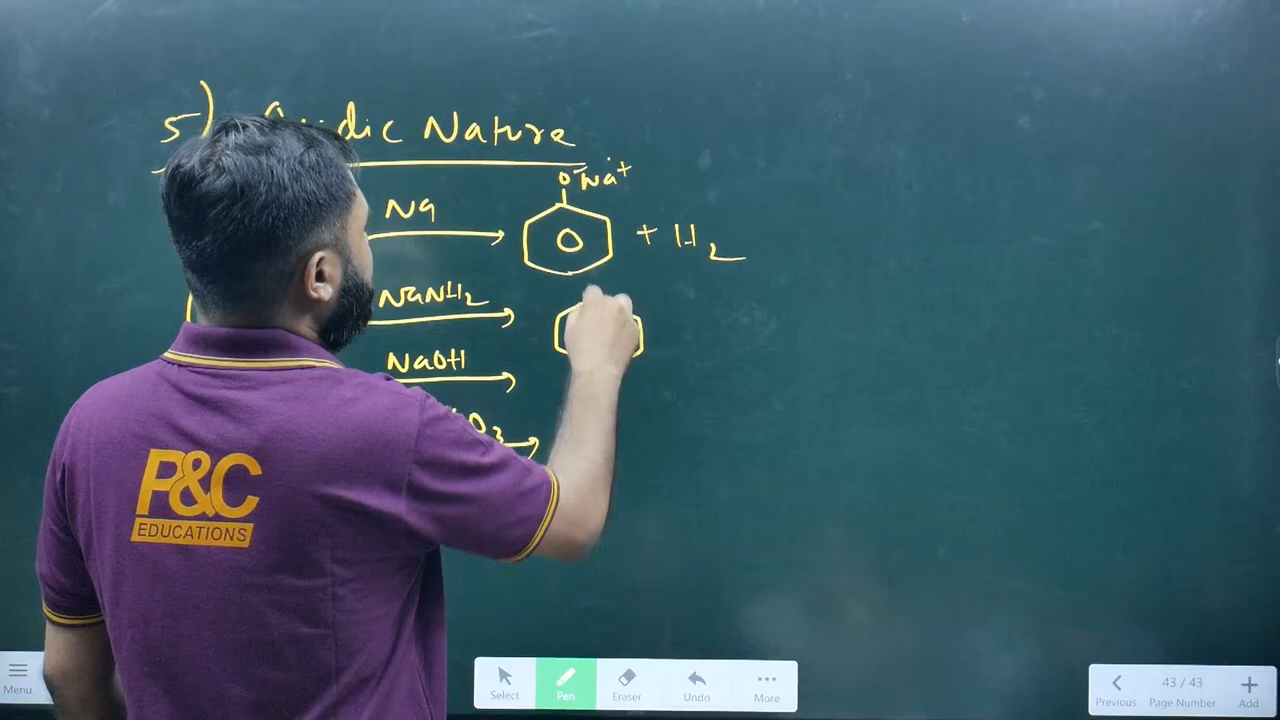 5) Acidic Nature
O⁻Na⁺
Na + H2
NaNH2
NaOH
O3
P&C
EDUCATIONS
Menu Select Pen Eraser Undo More Previous 43 / 43 Page Number Add